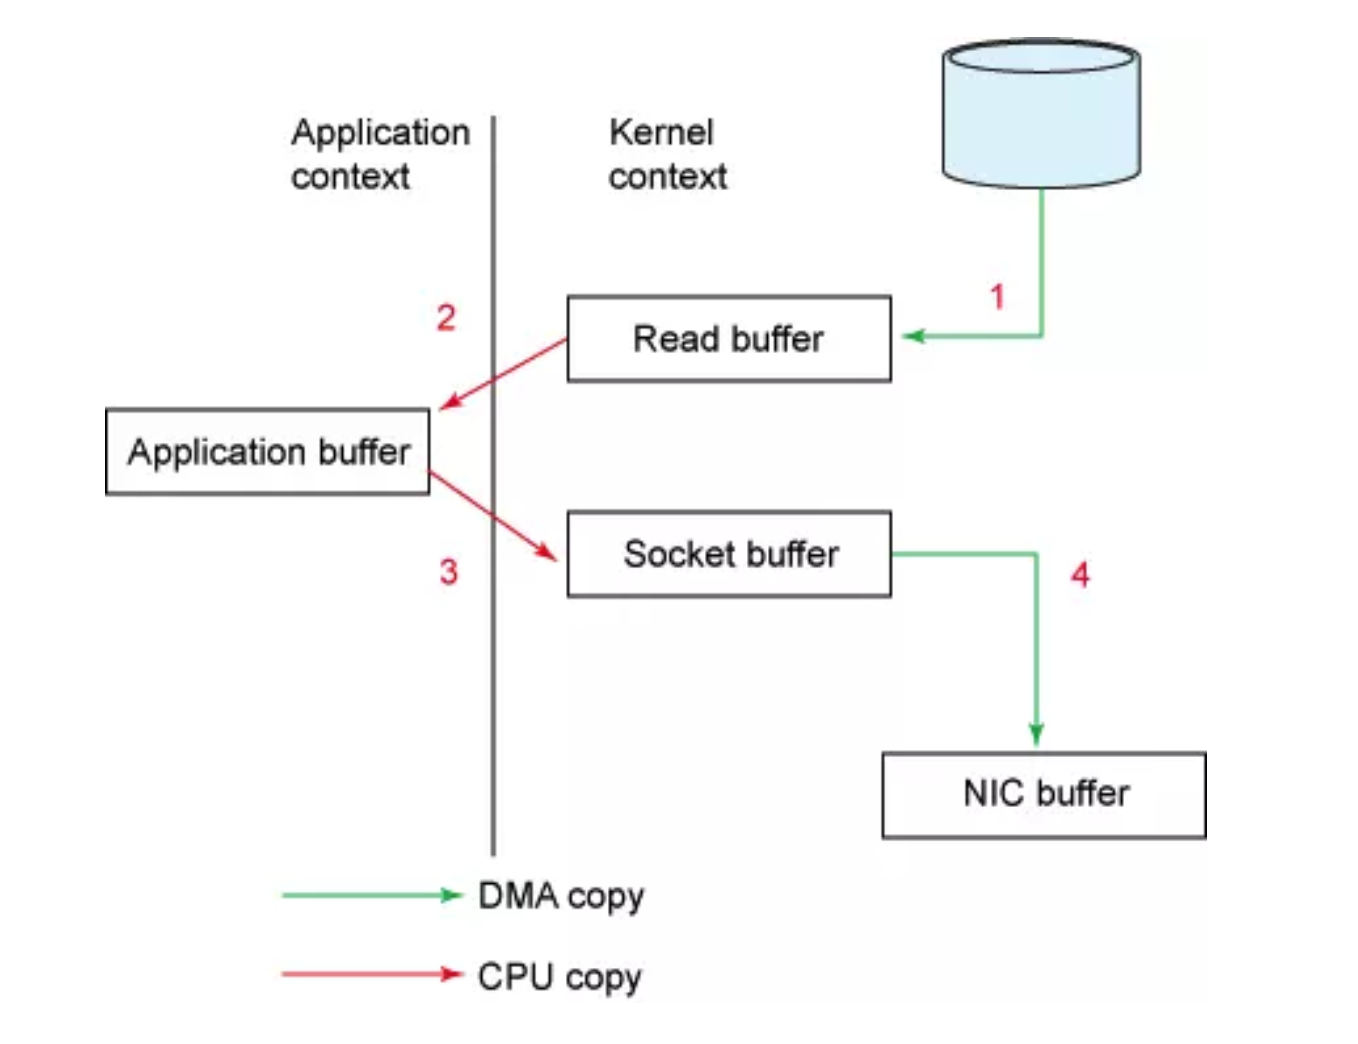 Application
context
Kernel
context
1
2
Read buffer
Application buffer
3
Socket buffer
4
NIC buffer
DMA copy
CPU copy